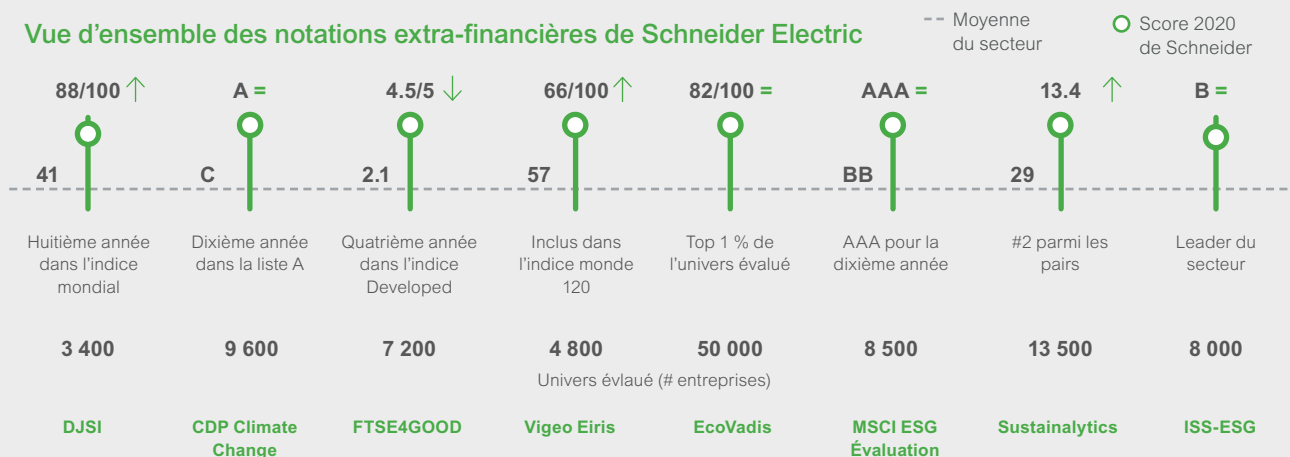 Vue d'ensemble des notations extra-financières de Schneider Electric
Moyenne
du secteur
Score 2020
de Schneider
88/100 ↑
A =
4.5/5 ↓
66/100 ↑
82/100 =
AAA =
13.4 ↑
B =
41
C
2.1
57
BB
29
Huitième année
dans l'indice
mondial
Dixième année
dans la liste A
Quatrième année
dans l'indice
Developed
Inclus dans
l'indice monde
120
Top 1 % de
l'univers évalué
AAA pour la
dixième année
#2 parmi les
pairs
Leader du
secteur
3 400
9 600
7 200
4 800
50 000
8 500
13 500
8 000
Univers évlaué (# entreprises)
DJSI
CDP Climate
Change
FTSE4GOOD
Vigeo Eiris
EcoVadis
MSCI ESG
Évaluation
Sustainalytics
ISS-ESG